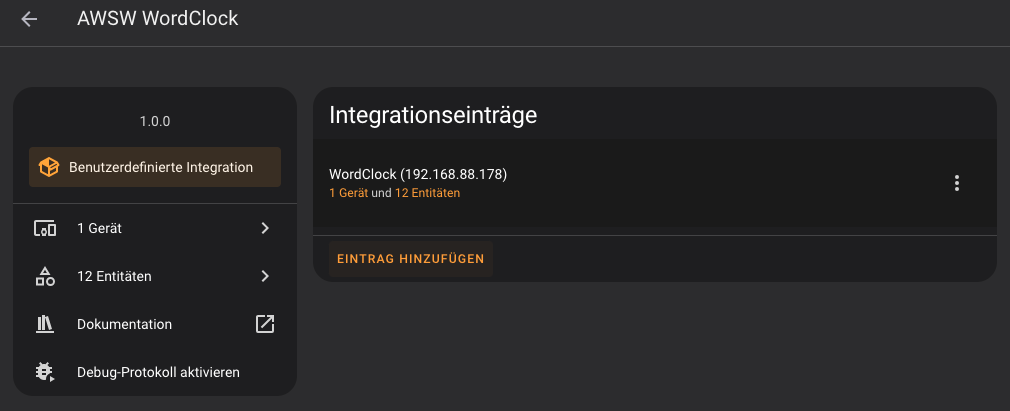 AWSW WordClock
1.0.0
Benutzerdefinierte Integration
1 Gerät
12 Entitäten
Dokumentation
Debug-Protokoll aktivieren
Integrationseinträge
WordClock (192.168.88.178)
1 Gerät und 12 Entitäten
EINTRAG HINZUFÜGEN